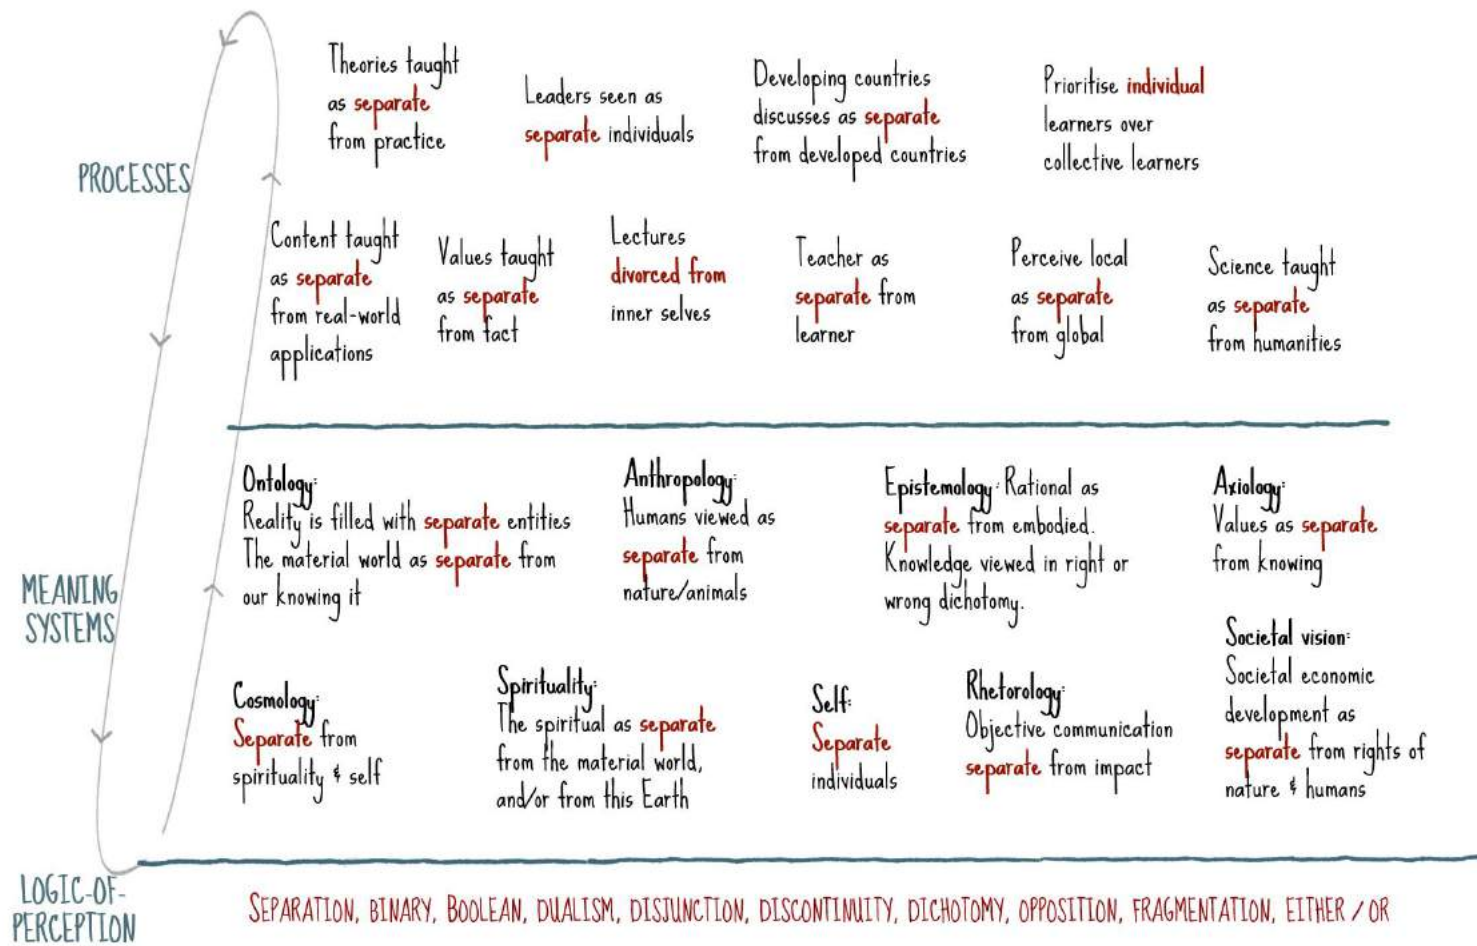 Theories taught
as separate
from practice
Leaders seen as
separate individuals
Developing countries
discusses as separate
from developed countries
Prioritise individual
learners over
collective learners
PROCESSES
Content taught
as separate
from real-world
applications
Values taught
as separate
from fact
Lectures
divorced from
inner selves
Teacher as
separate from
learner
Perceive local
as separate
from global
Science taught
as separate
from humanities
Ontology:
Reality is filled with separate entities
The material world as separate from
our knowing it
Anthropology:
Humans viewed as
separate from
nature/animals
Epistemology: Rational as
separate from embodied.
Knowledge viewed in right or
wrong dichotomy.
Axiology:
Values as separate
from knowing
MEANING
SYSTEMS
Cosmology:
Separate from
spirituality & self
Spirituality:
The spiritual as separate
from the material world,
and/or from this Earth
Self:
Separate
individuals
Rhetorology:
Objective communication
separate from impact
Societal vision:
Societal economic
development as
separate from rights of
nature & humans
LOGIC-OF-
PERCEPTION
SEPARATION, BINARY, BOOLEAN, DUALISM, DISJUNCTION, DISCONTINUITY, DICHOTOMY, OPPOSITION, FRAGMENTATION, EITHER / OR